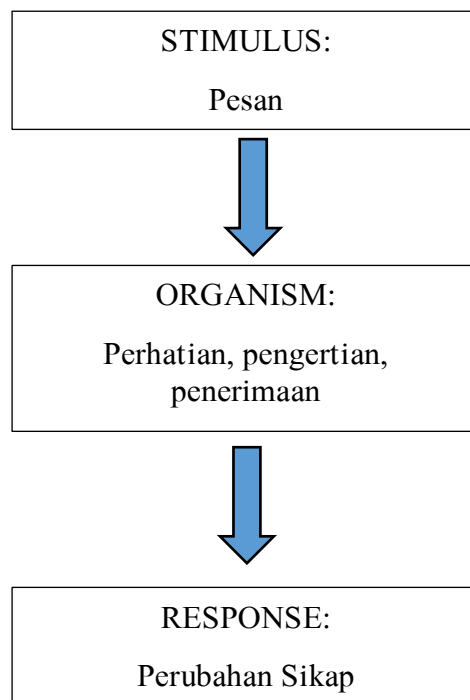 STIMULUS:
Pesan
ORGANISM:
Perhatian, pengertian,
penerimaan
RESPONSE:
Perubahan Sikap